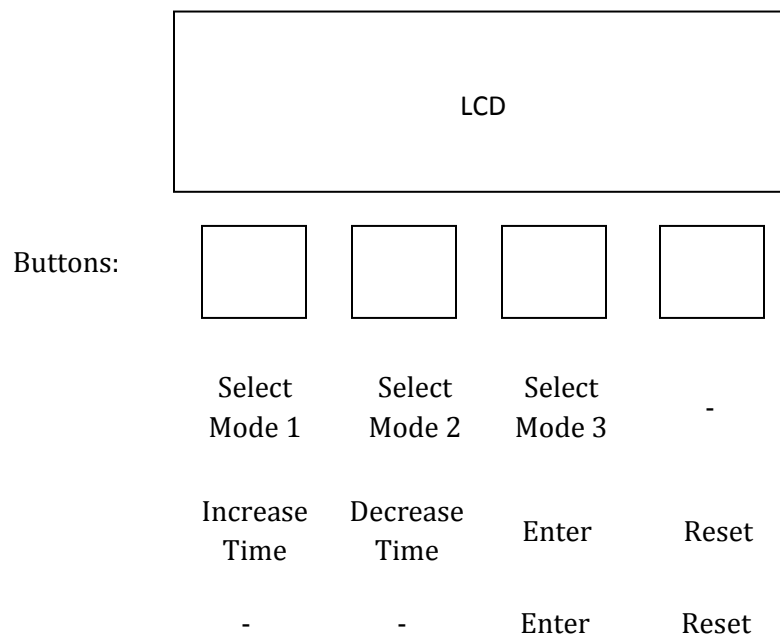 LCD
Buttons:
Select Select Select
Mode 1 Mode 2 Mode 3 -
Increase Decrease Enter Reset
Time Time
- - Enter Reset